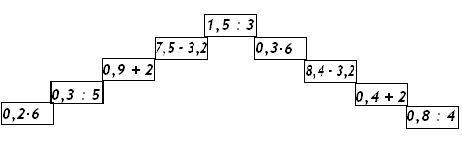 1,5 : 3
7,5 - 3,2
0,3·6
0,9 + 2
8,4 - 3,2
0,3 : 5
0,4 + 2
0,2·6
0,8 : 4